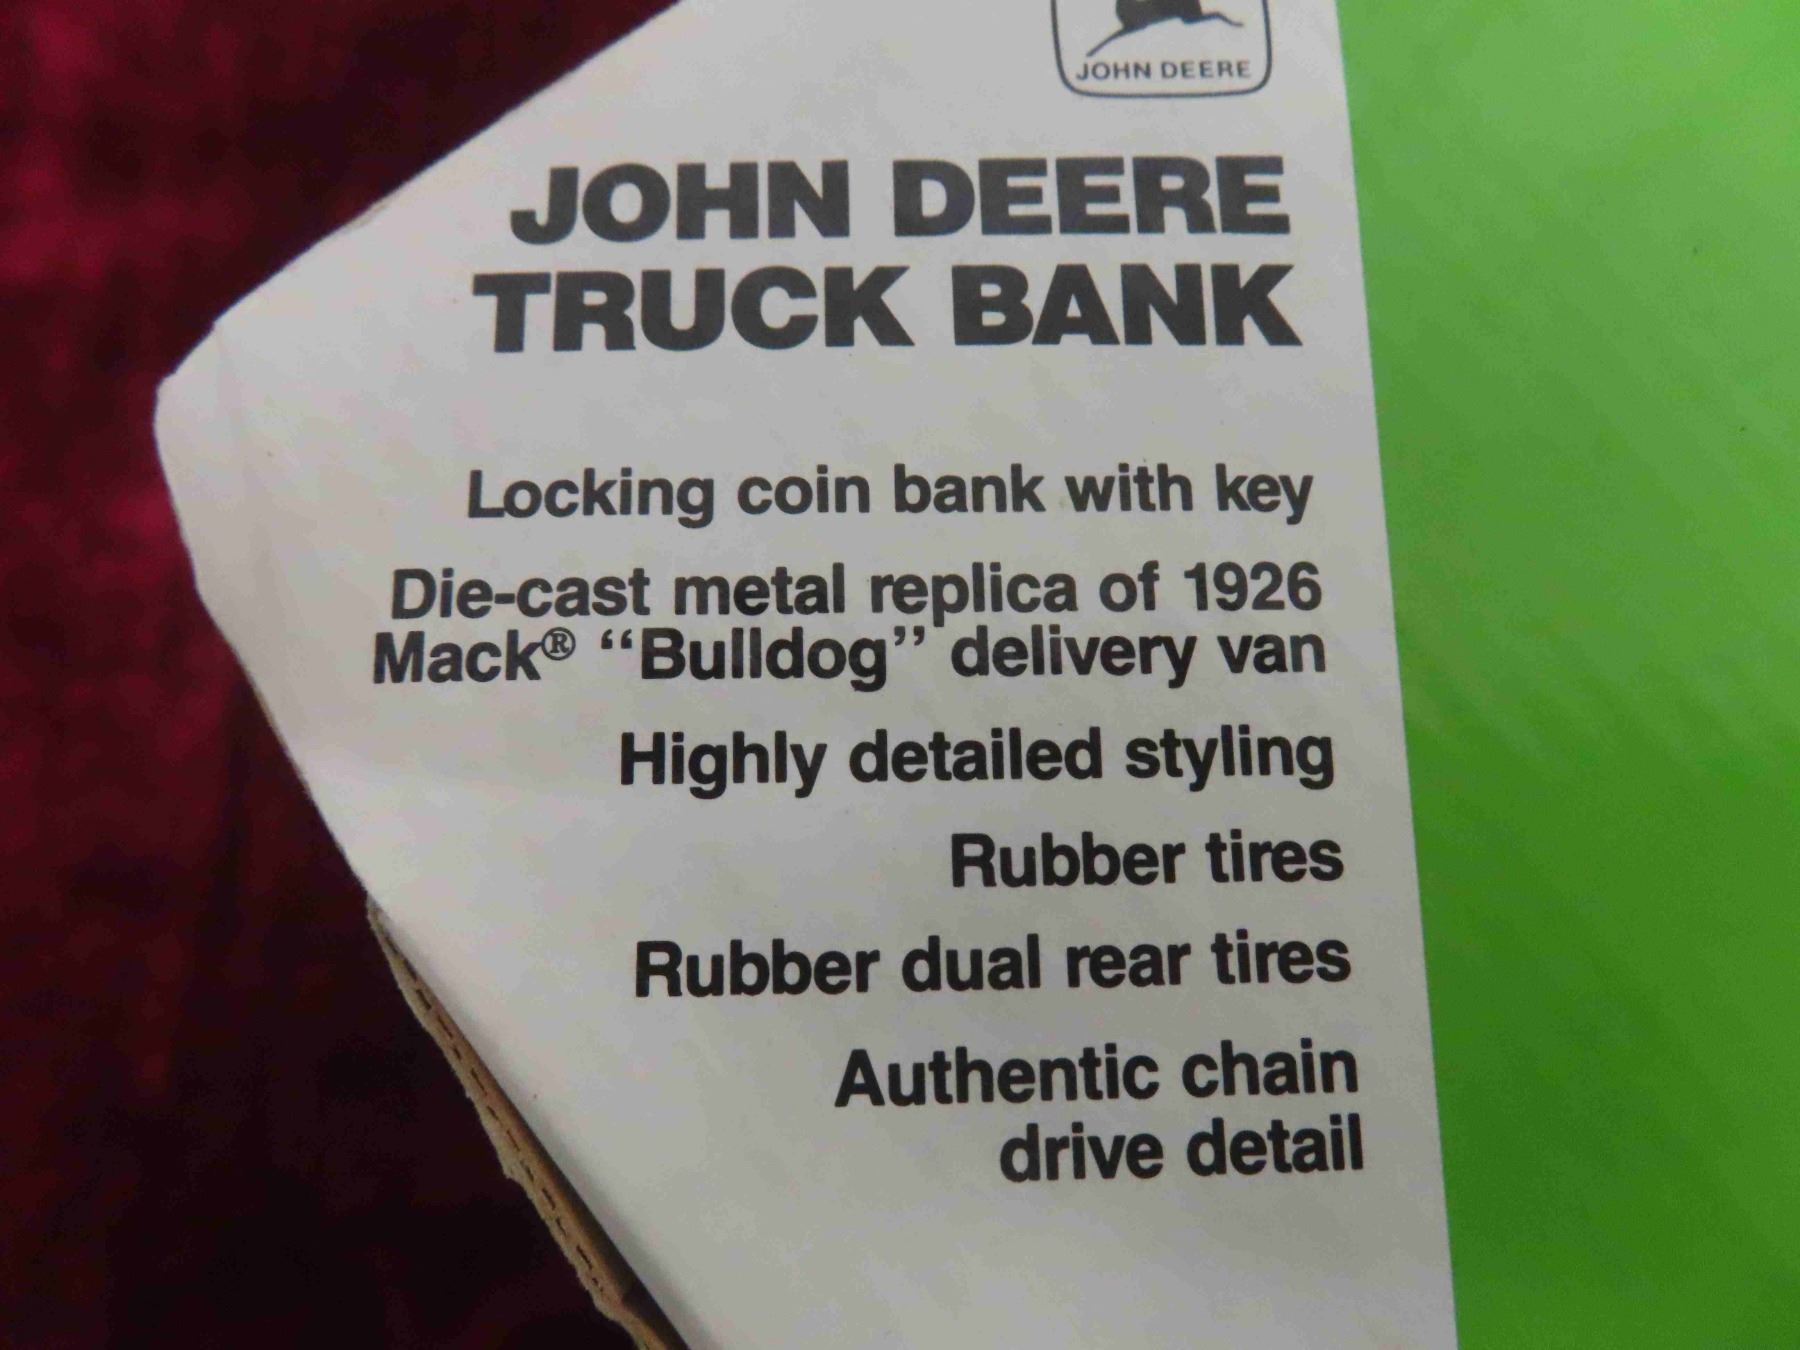 JOHN DEERE
JOHN DEERE
TRUCK BANK
Locking coin bank with key
Die-cast metal replica of 1926
Mack® “Bulldog” delivery van
Highly detailed styling
Rubber tires
Rubber dual rear tires
Authentic chain
drive detail